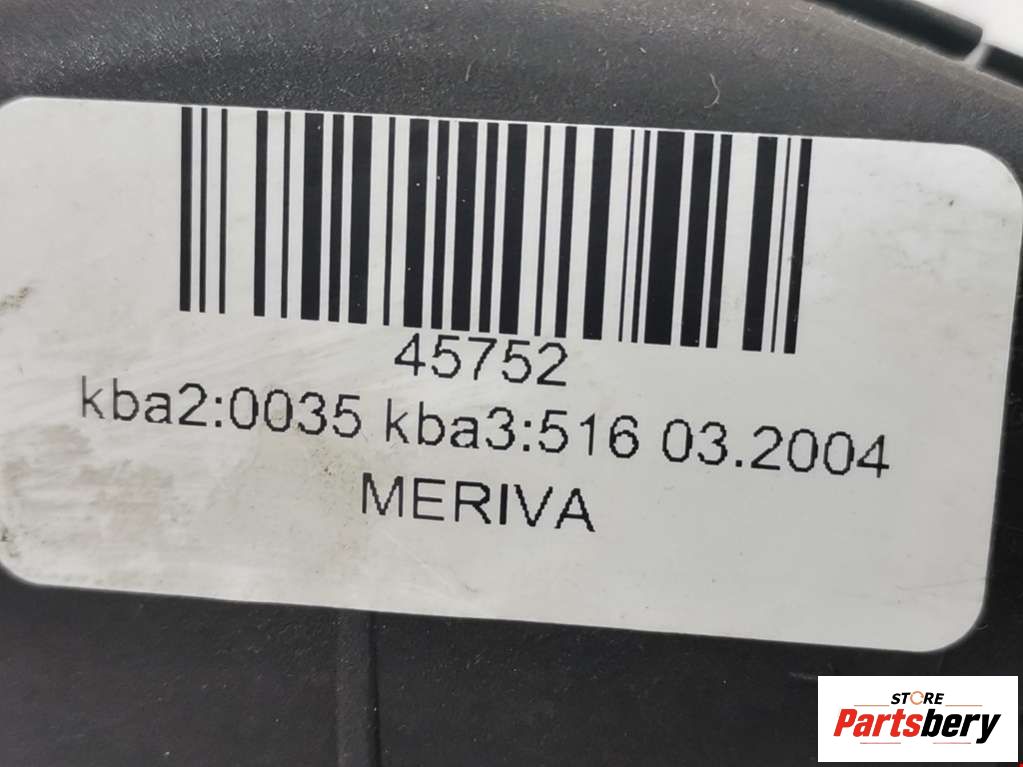 45752
kba2:0035 kba3:516 03.2004
MERIVA
STORE
Partsbery